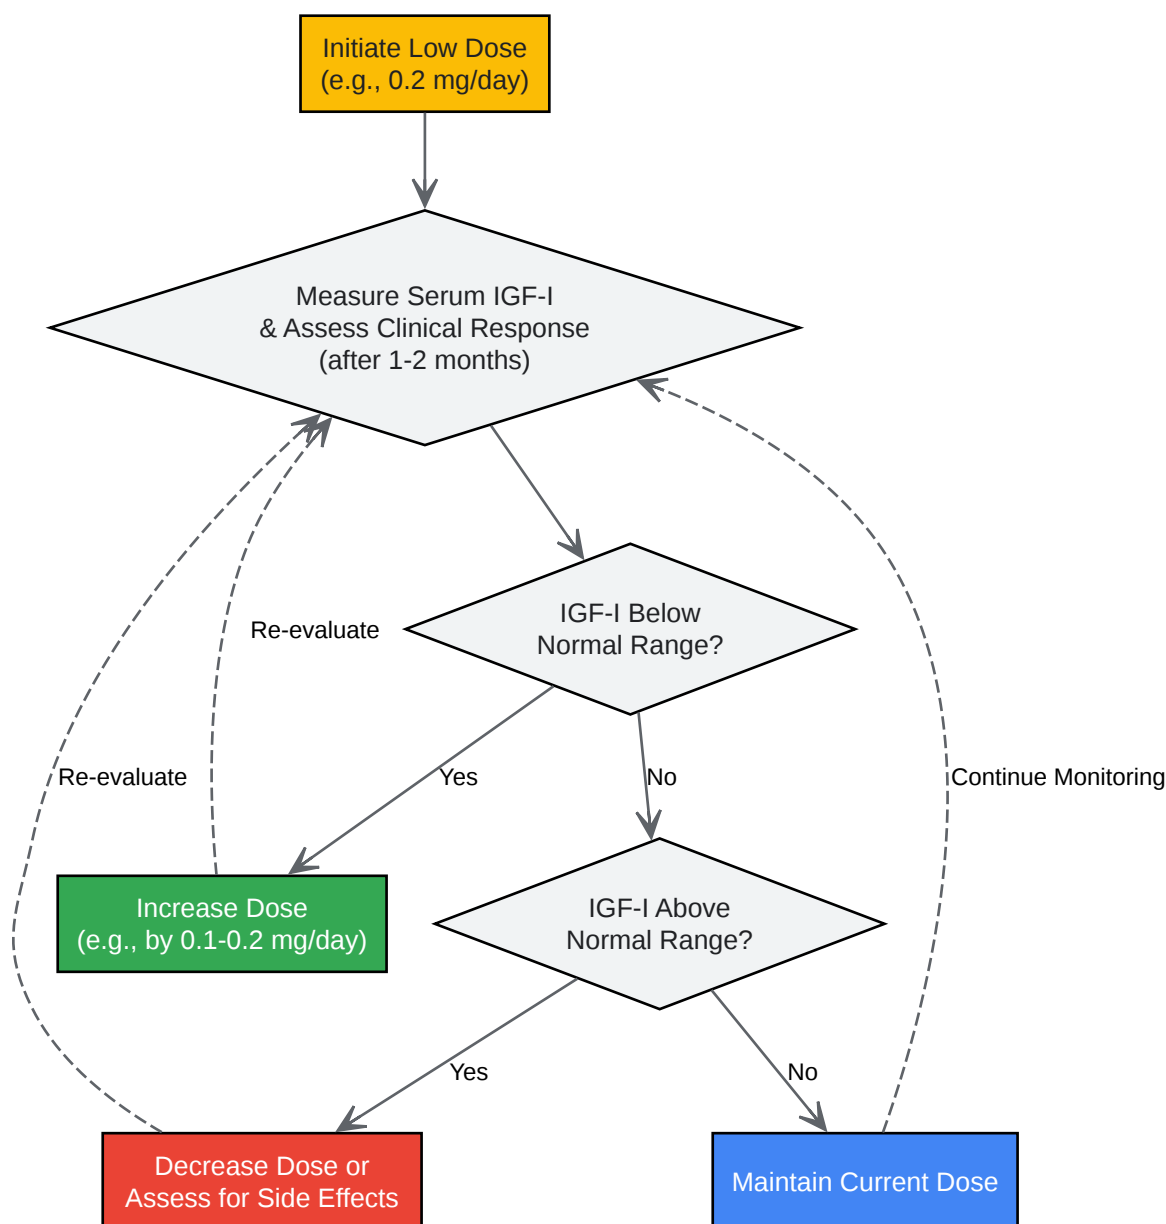 Initiate Low Dose
(e.g., 0.2 mg/day)
Measure Serum IGF-I
& Assess Clinical Response
(after 1-2 months)
IGF-I Below
Normal Range?
Re-evaluate
Re-evaluate
Yes
No
Continue Monitoring
Increase Dose
(e.g., by 0.1-0.2 mg/day)
IGF-I Above
Normal Range?
Yes
No
Decrease Dose or
Assess for Side Effects
Maintain Current Dose